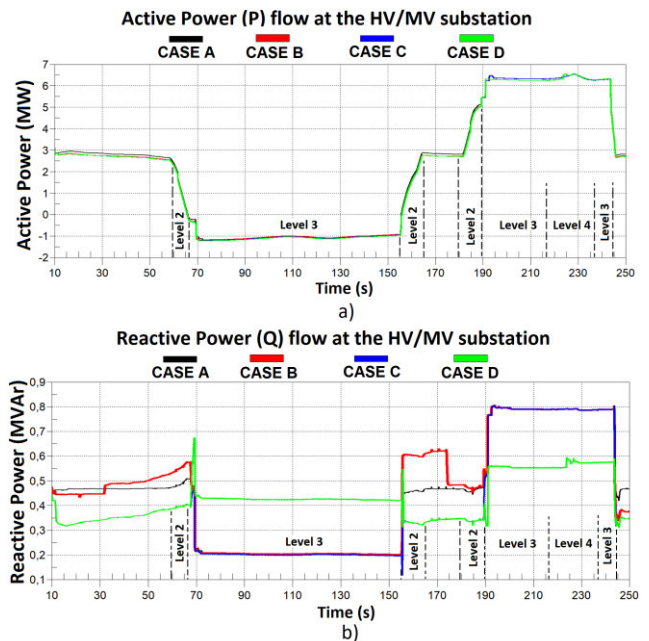 Active Power (P) flow at the HV/MV substation
CASE A CASE B CASE C CASE D
Active Power (MW)
7
6
5
4
3
2
1
0
-1
-2
Level 2
Level 3
Level 2
Level 2
Level 3
Level 4
Level 3
10 30 50 70 90 110 130 150 170 190 210 230 250
Time (s)
a)
Reactive Power (Q) flow at the HV/MV substation
CASE A CASE B CASE C CASE D
Reactive Power (MVAr)
0,9
0,8
0,7
0,6
0,5
0,4
0,3
0,2
0,1
Level 2
Level 3
Level 2
Level 2
Level 3
Level 4
Level 3
10 30 50 70 90 110 130 150 170 190 210 230 250
Time (s)
b)